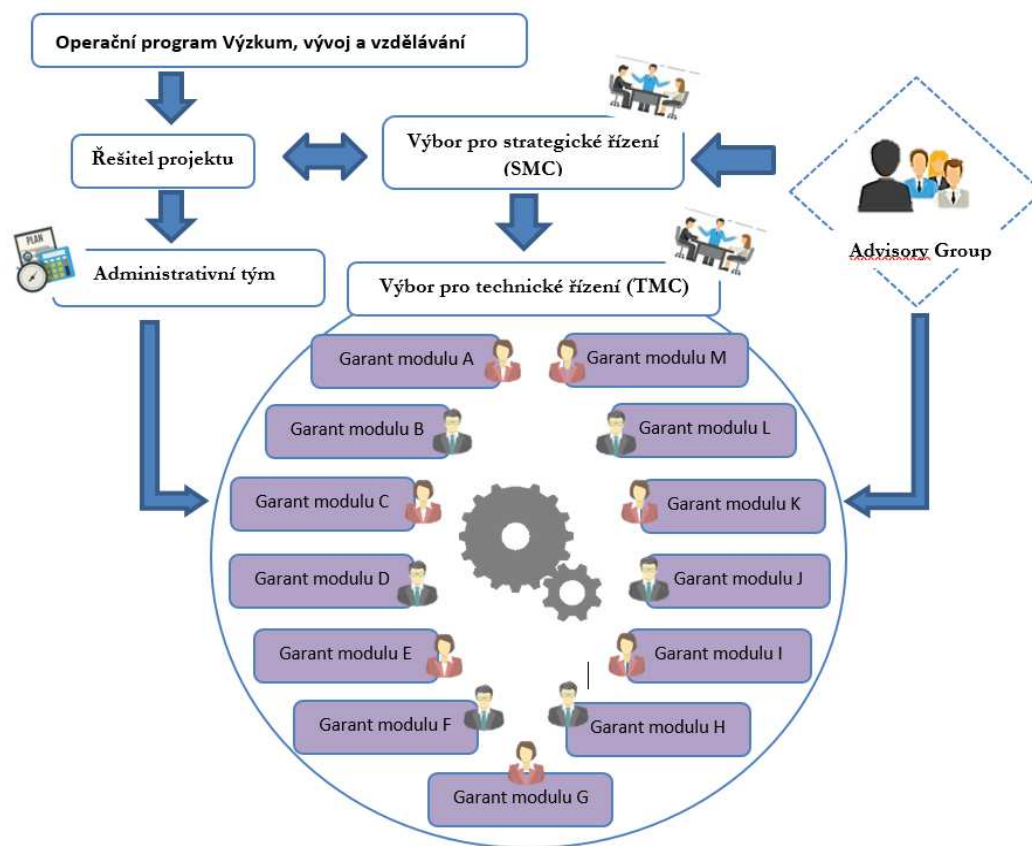 Operační program Výzkum, vývoj a vzdělávání
Řešitel projektu
Výbor pro strategické řízení
(SMC)
Advisory Group
PLAN
Administrativní tým
Výbor pro technické řízení (TMC)
Garant modulu A
Garant modulu M
Garant modulu B
Garant modulu L
Garant modulu C
Garant modulu K
Garant modulu D
Garant modulu J
Garant modulu E
Garant modulu I
Garant modulu F
Garant modulu H
Garant modulu G